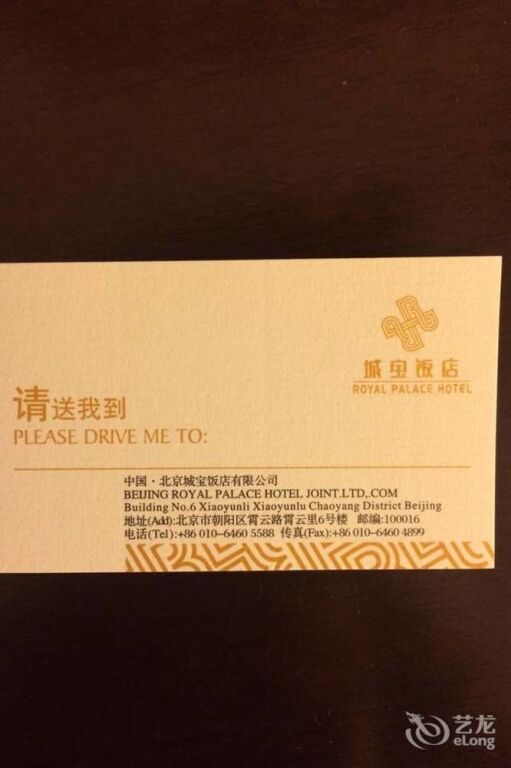 城宝饭店
ROYAL PALACE HOTEL
请送我到
PLEASE DRIVE ME TO:
中国·北京城宝饭店有限公司
BEIJING ROYAL PALACE HOTEL JOINT.LTD,.COM
Building No.6 Xiaoyunli Xiaoyunlu Chaoyang District Beijing
地址(Add):北京市朝阳区霄云路霄云里6号楼 邮编:100016
电话(Tel):+86 010-6460 5588 传真(Fax):+86 010-6460 4899
艺龙
eLong